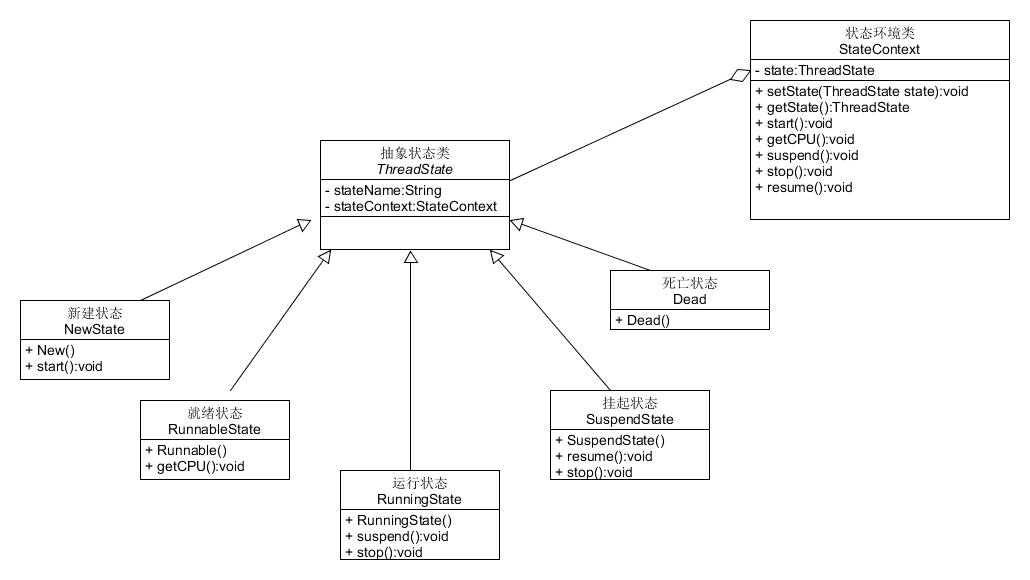 状态环境类
StateContext
- state:ThreadState
+ setState(ThreadState state):void
+ getState():ThreadState
+ start():void
+ getCPU():void
+ suspend():void
+ stop():void
+ resume():void
抽象状态类
ThreadState
- stateName:String
- stateContext:StateContext
新建状态
NewState
+ New()
+ start():void
就绪状态
RunnableState
+ Runnable()
+ getCPU():void
运行状态
RunningState
+ RunningState()
+ suspend():void
+ stop():void
挂起状态
SuspendState
+ SuspendState()
+ resume():void
+ stop():void
死亡状态
Dead
+ Dead()